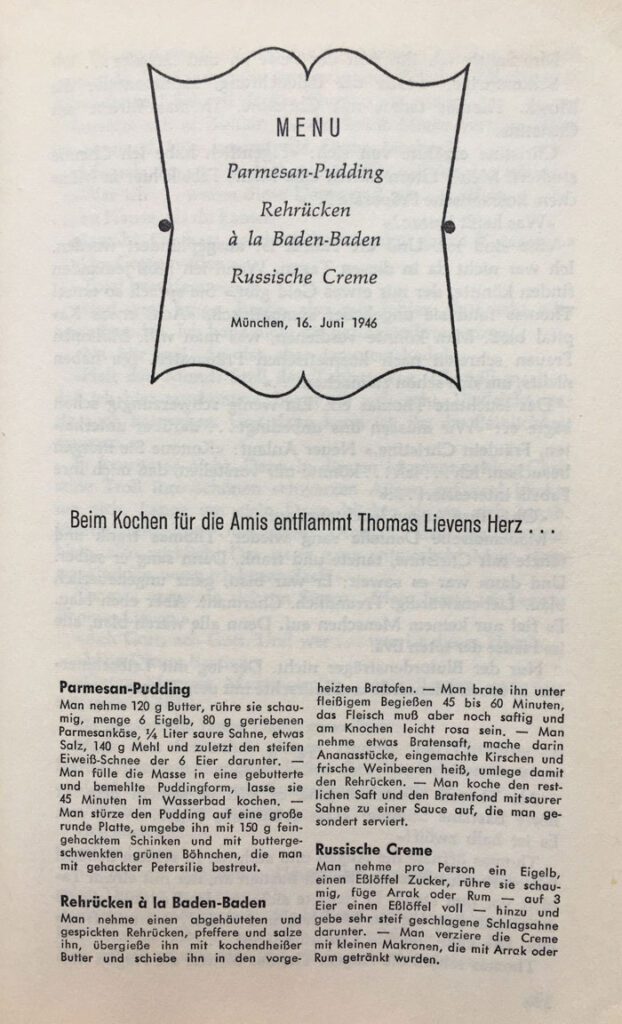 MENU
Parmesan-Pudding
Rehrücken
à la Baden-Baden
Russische Creme
München, 16. Juni 1946
Beim Kochen für die Amis entflammt Thomas Lievens Herz . . .
Parmesan-Pudding
Man nehme 120 g Butter, rühre sie schau-
mig, menge 6 Eigelb, 80 g geriebenen
Parmesankäse, ¼ Liter saure Sahne, etwas
Salz, 140 g Mehl und zuletzt den steifen
Eiweiß-Schnee der 6 Eier darunter. —
Man fülle die Masse in eine gebutterte
und bemehlte Puddingform, lasse sie
45 Minuten im Wasserbad kochen. —
Man stürze den Pudding auf eine große
runde Platte, umgebe ihn mit 150 g fein-
gehacktem Schinken und mit butterge-
schwenkten grünen Böhnchen, die man
mit gehackter Petersilie bestreut.
Rehrücken à la Baden-Baden
Man nehme einen abgehäuteten und
gespickten Rehrücken, pfeffere und salze
ihn, übergieße ihn mit kochendheißer
Butter und schiebe ihn in den vorge-
heizten Bratofen. — Man brate ihn unter
fleißigem Begießen 45 bis 60 Minuten,
das Fleisch muß aber noch saftig und
am Knochen leicht rosa sein. — Man
nehme etwas Bratensaft, mache darin
Ananasstücke, eingemachte Kirschen und
frische Weinbeeren heiß, umlege damit
den Rehrücken. — Man koche den rest-
lichen Saft und den Bratenfond mit saurer
Sahne zu einer Sauce auf, die man ge-
sondert serviert.
Russische Creme
Man nehme pro Person ein Eigelb,
einen Eßlöffel Zucker, rühre sie schau-
mig, füge Arrak oder Rum — auf 3
Eier einen Eßlöffel voll — hinzu und
gebe sehr steif geschlagene Schlagsahne
darunter. — Man verziere die Creme
mit kleinen Makronen, die mit Arrak oder
Rum getränkt wurden.